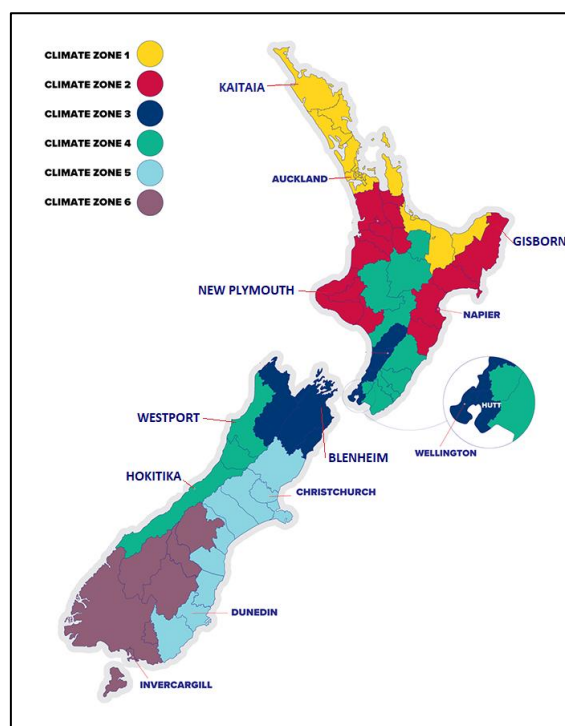 CLIMATE ZONE 1
CLIMATE ZONE 2
CLIMATE ZONE 3
CLIMATE ZONE 4
CLIMATE ZONE 5
CLIMATE ZONE 6
KAITAIA
AUCKLAND
GISBORN
NEW PLYMOUTH
NAPIER
HUTT
WELLINGTON
WESTPORT
BLENHEIM
HOKITIKA
CHRISTCHURCH
DUNEDIN
INVERCARGILL